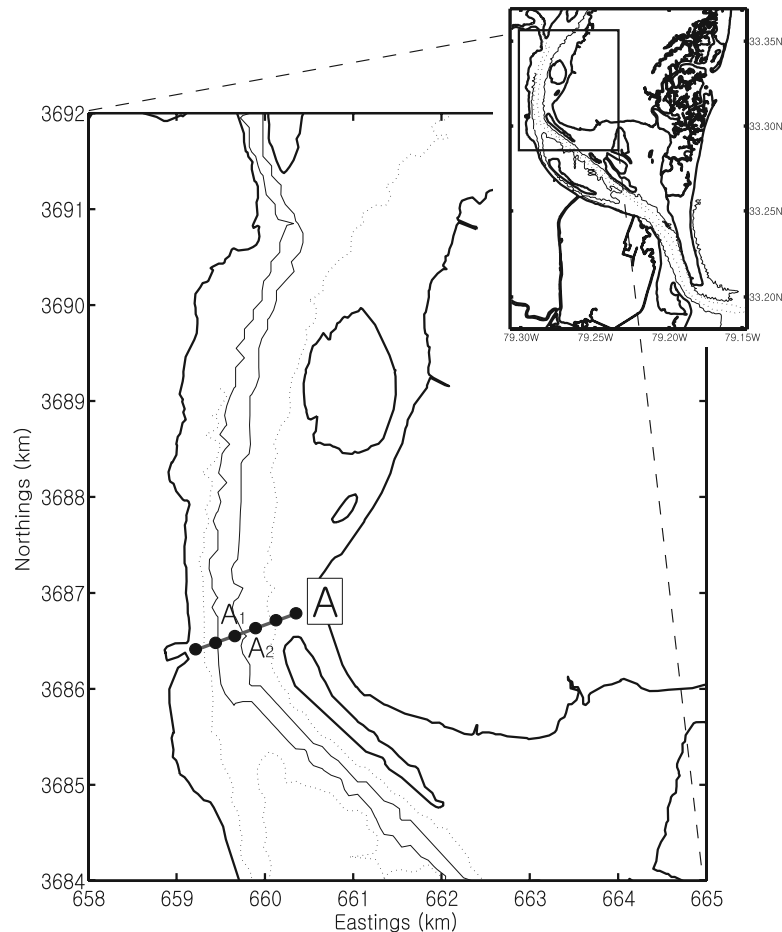 33.35N
33.30N
33.25N
33.20N
79.30W 79.25W 79.20W 79.15W
3692
3691
3690
3689
3688
3687
3686
3685
3684
Northings (km)
A
A1
A2
658 659 660 661 662 663 664 665
Eastings (km)